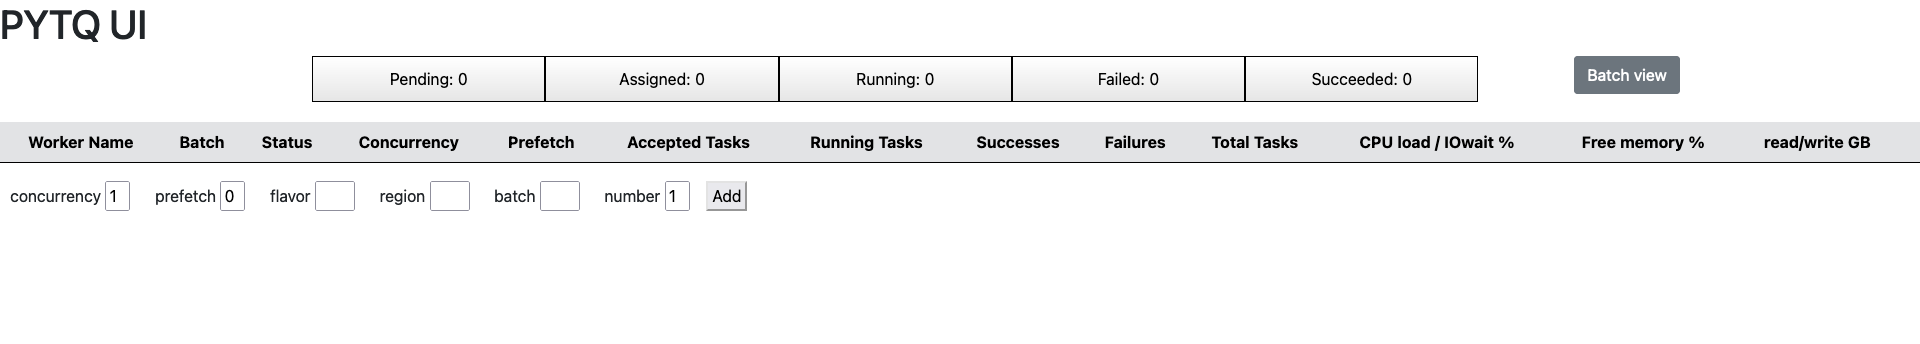 PYTQ UI
Pending: 0 Assigned: 0 Running: 0 Failed: 0 Succeeded: 0 Batch view
Worker Name Batch Status Concurrency Prefetch Accepted Tasks Running Tasks Successes Failures Total Tasks CPU load / IOwait % Free memory % read/write GB
concurrency 1 prefetch 0 flavor region batch number 1 Add